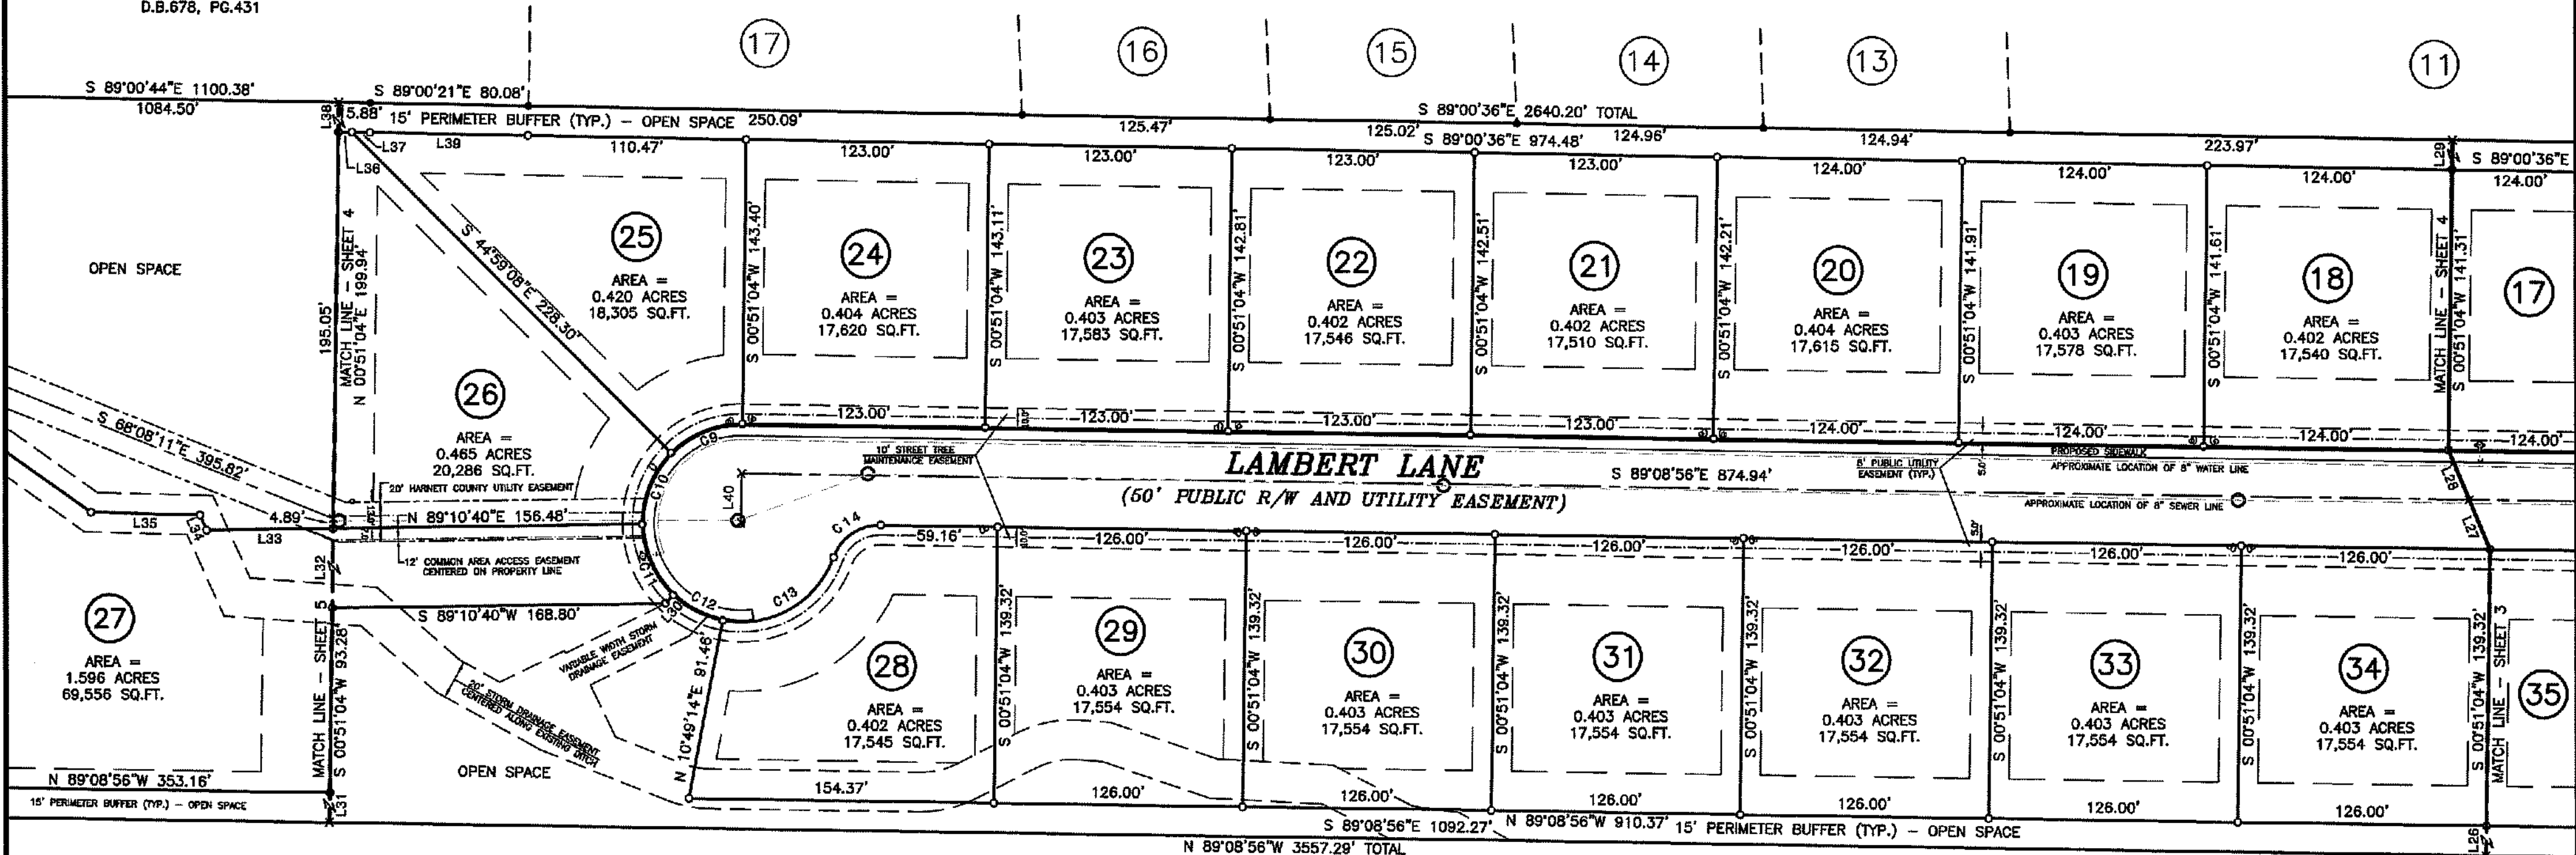 D.B.678, PG.431
17
16
15
14
13
11
S 89°00'44"E 1100.38'
1084.50'
S 89°00'21"E 80.08'
5.88'
15' PERIMETER BUFFER (TYP.) – OPEN SPACE
250.09'
125.47'
S 89°00'36"E 2640.20' TOTAL
125.02'
S 89°00'36"E 974.48'
124.96'
124.94'
223.97'
S 89°00'36"E
L38
L37
L39
L36
110.47'
123.00'
123.00'
123.00'
123.00'
124.00'
124.00'
124.00'
L29
124.00'
OPEN SPACE
195.05'
MATCH LINE – SHEET 4
N 00°51'04"E 199.94'
S 44°59'08"E 228.30'
25
AREA =
0.420 ACRES
18,305 SQ.FT.
S 00°51'04"W 143.40'
24
AREA =
0.404 ACRES
17,620 SQ.FT.
S 00°51'04"W 143.11'
23
AREA =
0.403 ACRES
17,583 SQ.FT.
S 00°51'04"W 142.81'
22
AREA =
0.402 ACRES
17,546 SQ.FT.
S 00°51'04"W 142.51'
21
AREA =
0.402 ACRES
17,510 SQ.FT.
S 00°51'04"W 142.21'
20
AREA =
0.404 ACRES
17,615 SQ.FT.
S 00°51'04"W 141.91'
19
AREA =
0.403 ACRES
17,578 SQ.FT.
S 00°51'04"W 141.61'
18
AREA =
0.402 ACRES
17,540 SQ.FT.
MATCH LINE – SHEET 4
S 00°51'04"W 141.31'
17
26
AREA =
0.465 ACRES
20,286 SQ.FT.
S 68°08'11"E 395.82'
20' HARNETT COUNTY UTILITY EASEMENT
C9
C10
123.00'
123.00'
123.00'
123.00'
124.00'
124.00'
124.00'
124.00'
10.0'
10' STREET TREE
MAINTENANCE EASEMENT
LAMBERT LANE
(50' PUBLIC R/W AND UTILITY EASEMENT)
S 89°08'56"E 874.94'
5.0'
PROPOSED SIDEWALK
APPROXIMATE LOCATION OF 8" WATER LINE
APPROXIMATE LOCATION OF 8" SEWER LINE
L28
L27
L40
L35
L34
L33
4.89'
N 89°10'40"E 156.48'
12' COMMON AREA ACCESS EASEMENT
CENTERED ON PROPERTY LINE
L32
C11
C12
C13
C14
L30
59.16'
10.0'
126.00'
126.00'
126.00'
126.00'
5.0'
126.00'
126.00'
S 89°10'40"W 168.80'
VARIABLE WIDTH STORM
DRAINAGE EASEMENT
20' STORM DRAINAGE EASEMENT
CENTERED ALONG EXISTING DITCH
27
AREA =
1.596 ACRES
69,556 SQ.FT.
MATCH LINE – SHEET 5
S 00°51'04"W 93.28'
OPEN SPACE
N 10°49'14"E 91.46'
28
AREA =
0.402 ACRES
17,545 SQ.FT.
S 00°51'04"W 139.32'
29
AREA =
0.403 ACRES
17,554 SQ.FT.
S 00°51'04"W 139.32'
30
AREA =
0.403 ACRES
17,554 SQ.FT.
S 00°51'04"W 139.32'
31
AREA =
0.403 ACRES
17,554 SQ.FT.
S 00°51'04"W 139.32'
32
AREA =
0.403 ACRES
17,554 SQ.FT.
S 00°51'04"W 139.32'
33
AREA =
0.403 ACRES
17,554 SQ.FT.
S 00°51'04"W 139.32'
34
AREA =
0.403 ACRES
17,554 SQ.FT.
S 00°51'04"W 139.32'
MATCH LINE – SHEET 3
35
N 89°08'56"W 353.16'
15' PERIMETER BUFFER (TYP.) – OPEN SPACE
L31
154.37'
126.00'
126.00'
126.00'
126.00'
126.00'
126.00'
S 89°08'56"E 1092.27'
N 89°08'56"W 910.37'
15' PERIMETER BUFFER (TYP.) – OPEN SPACE
L26
N 89°08'56"W 3557.29' TOTAL